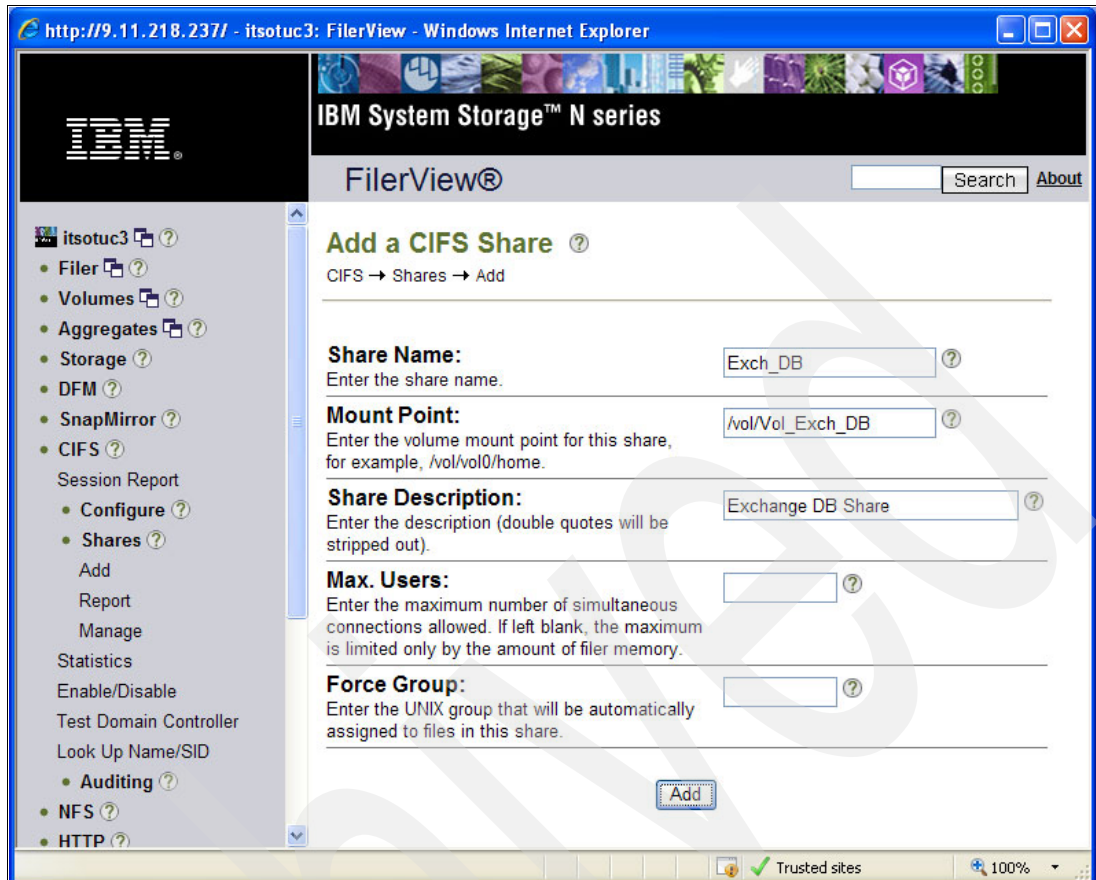 http://9.11.218.237/ - itsotuc3: FilerView - Windows Internet Explorer
IBM
IBM System Storage™ N series
FilerView®
Search
About
itsotuc3
Filer
Volumes
Aggregates
Storage
DFM
SnapMirror
CIFS
Session Report
Configure
Shares
Add
Report
Manage
Statistics
Enable/Disable
Test Domain Controller
Look Up Name/SID
Auditing
NFS
HTTP
Add a CIFS Share
CIFS → Shares → Add
Share Name:
Enter the share name.
Exch_DB
Mount Point:
Enter the volume mount point for this share,
for example, /vol/vol0/home.
/vol/Vol_Exch_DB
Share Description:
Enter the description (double quotes will be
stripped out).
Exchange DB Share
Max. Users:
Enter the maximum number of simultaneous
connections allowed. If left blank, the maximum
is limited only by the amount of filer memory.
Force Group:
Enter the UNIX group that will be automatically
assigned to files in this share.
Add
Trusted sites
100%